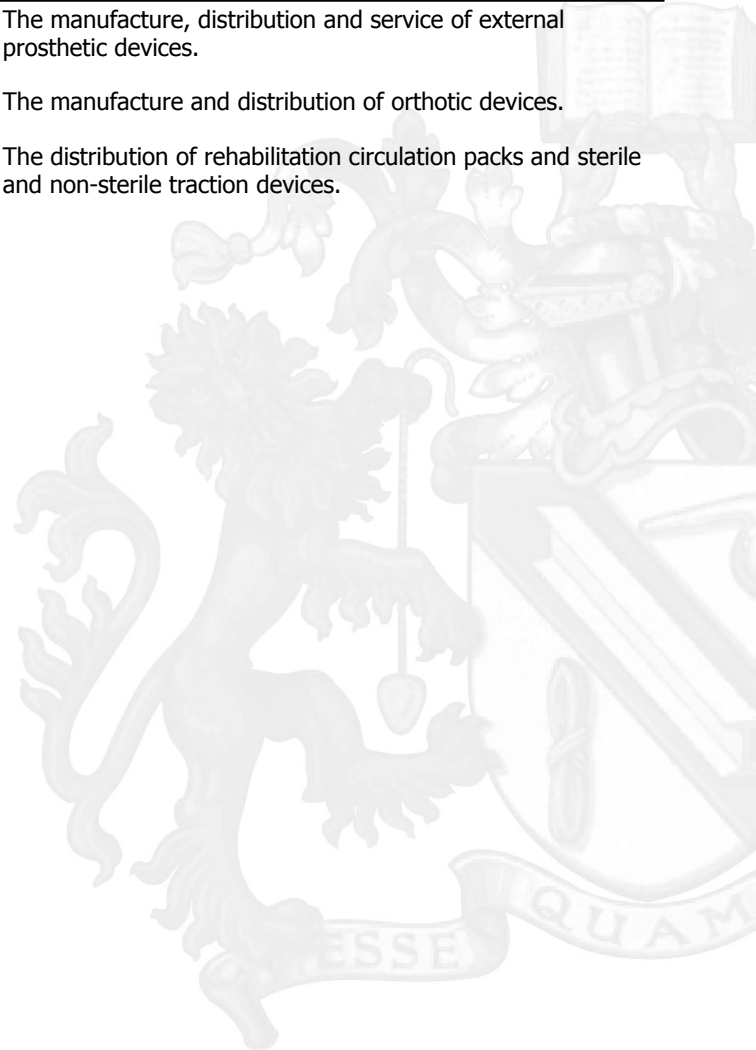 The manufacture, distribution and service of external
prosthetic devices.
The manufacture and distribution of orthotic devices.
The distribution of rehabilitation circulation packs and sterile
and non-sterile traction devices.
ESSE QUAM